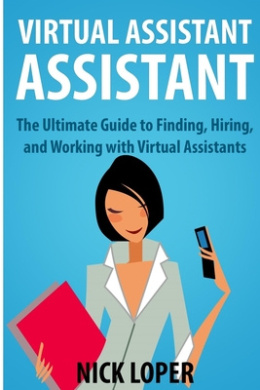 VIRTUAL ASSISTANT
ASSISTANT
The Ultimate Guide to Finding, Hiring,
and Working with Virtual Assistants
NICK LOPER